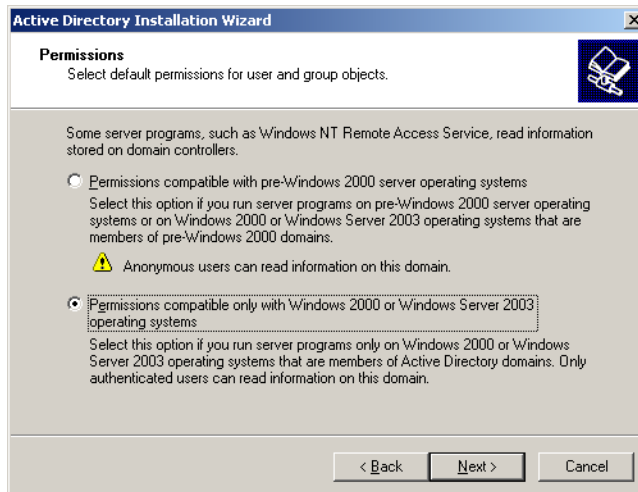 Active Directory Installation Wizard
Permissions
Select default permissions for user and group objects.
Some server programs, such as Windows NT Remote Access Service, read information
stored on domain controllers.
Permissions compatible with pre-Windows 2000 server operating systems
Select this option if you run server programs on pre-Windows 2000 server operating
systems or on Windows 2000 or Windows Server 2003 operating systems that are
members of pre-Windows 2000 domains.
Anonymous users can read information on this domain.
Permissions compatible only with Windows 2000 or Windows Server 2003
operating systems
Select this option if you run server programs only on Windows 2000 or Windows
Server 2003 operating systems that are members of Active Directory domains. Only
authenticated users can read information on this domain.
< Back Next > Cancel